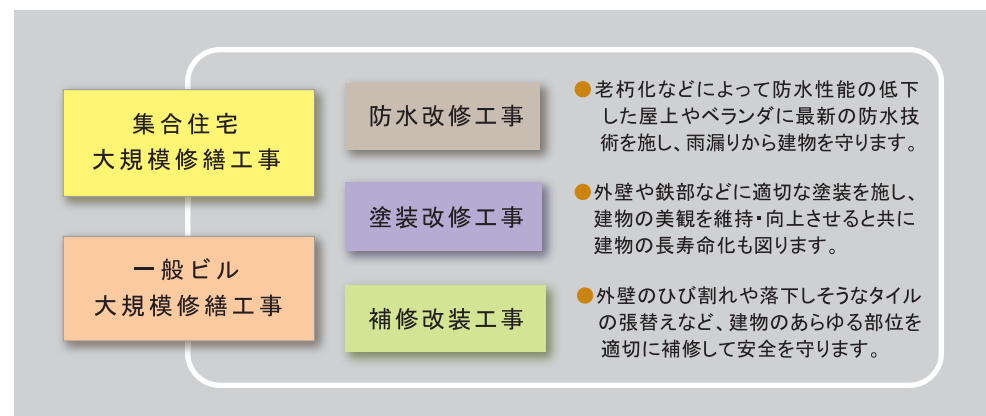 集合住宅
大規模修繕工事
一般ビル
大規模修繕工事
防水改修工事
●老朽化などによって防水性能の低下
した屋上やベランダに最新の防水技
術を施し、雨漏りから建物を守ります。
塗装改修工事
●外壁や鉄部などに適切な塗装を施し、
建物の美観を維持・向上させると共に
建物の長寿命化も図ります。
補修改装工事
●外壁のひび割れや落下しそうなタイル
の張替えなど、建物のあらゆる部位を
適切に補修して安全を守ります。